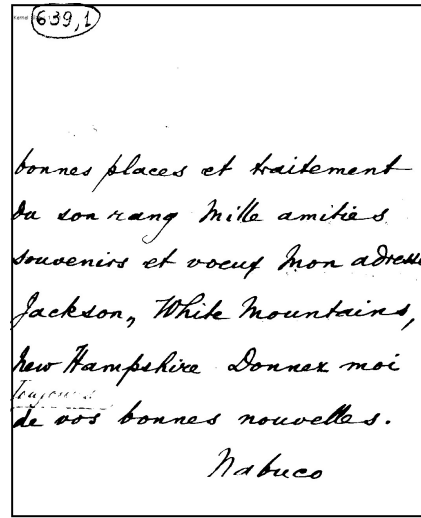 639,1
bonnes places et traitement
du son rang Mille amitiés
souvenirs et voeux Mon adresse
Jackson, White Mountains,
New Hampshire Donnez moi
Toujours
de vos bonnes nouvelles.
Nabuco